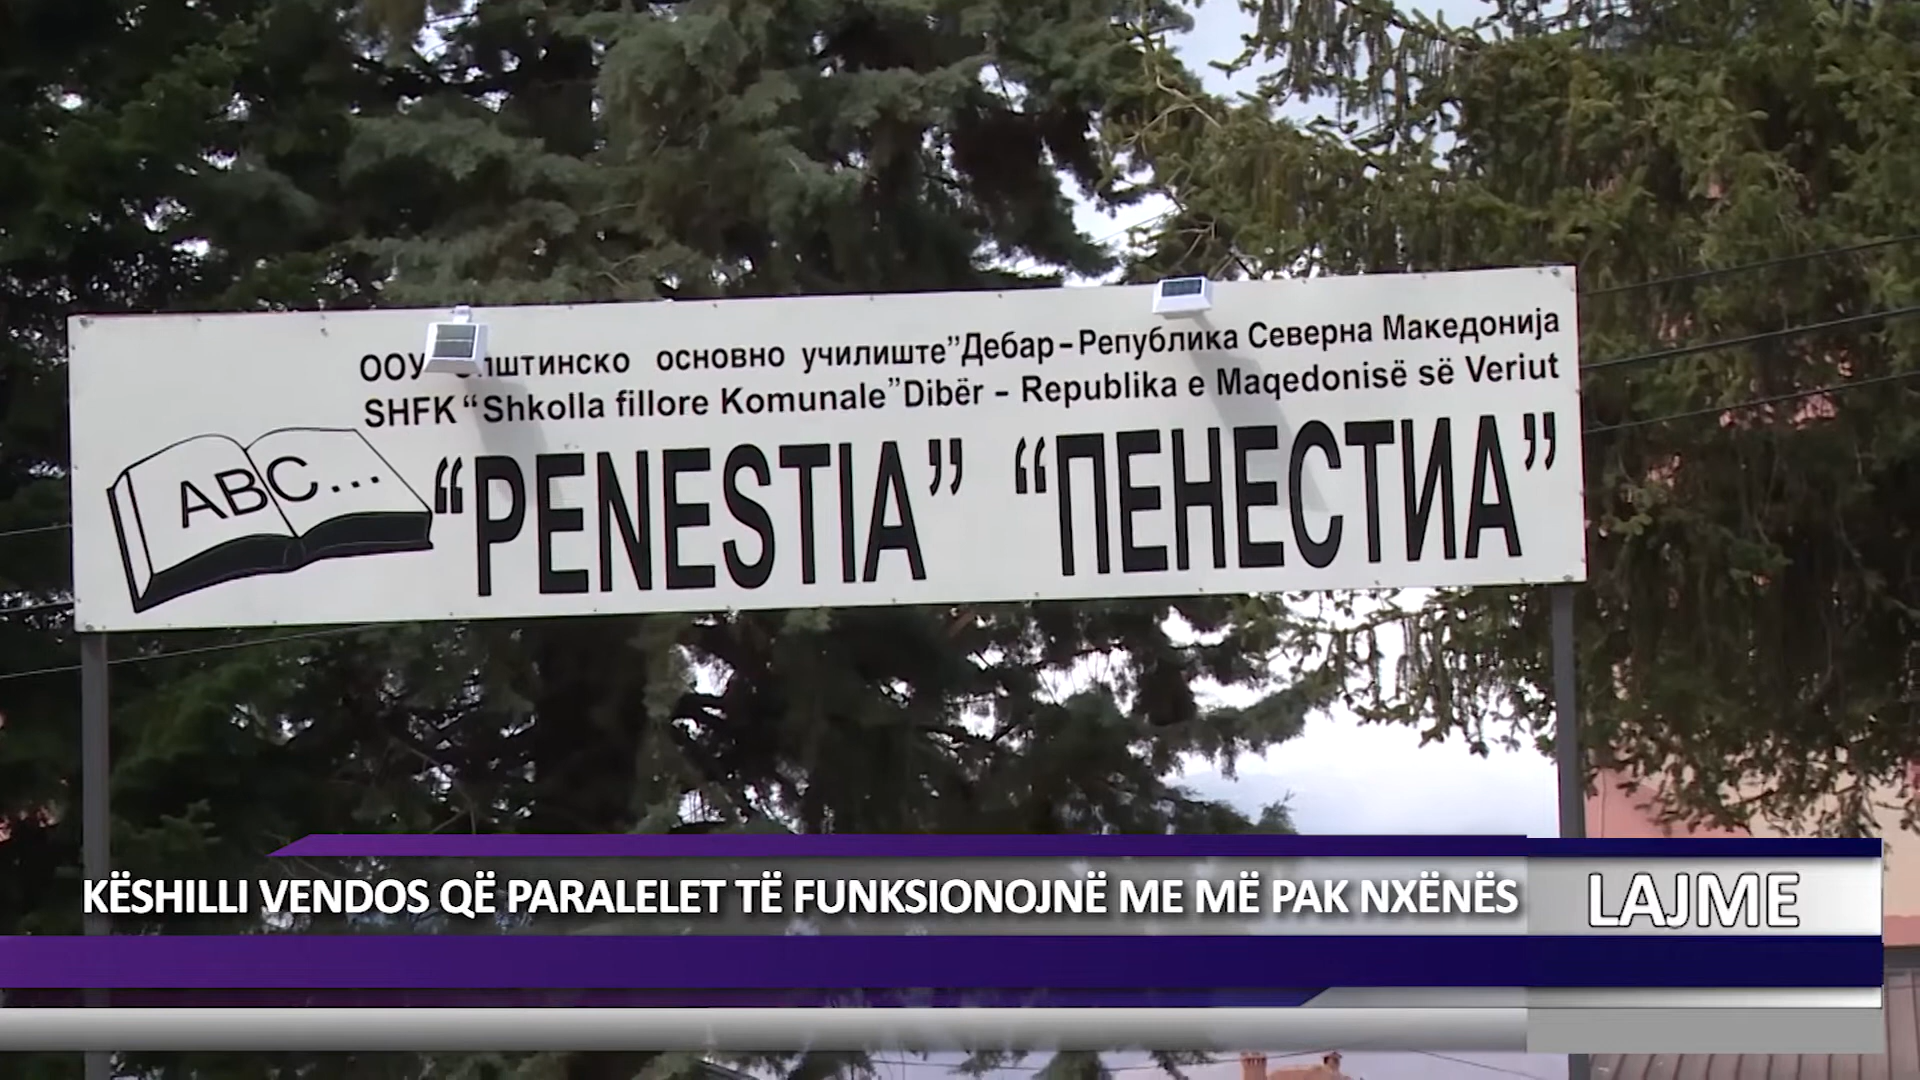 ООУ основно училиште”Дебар – Република Северна Македонија
SHFK “Shkolla fillore Komunale”Dibër – Republika e Maqedonisë së Veriut
ABC...
“PENESTIA” “ПЕНЕСТИА”
KËSHILLI VENDOS QË PARALELET TË FUNKSIONOJNË ME MË PAK NXËNËS
LAJME